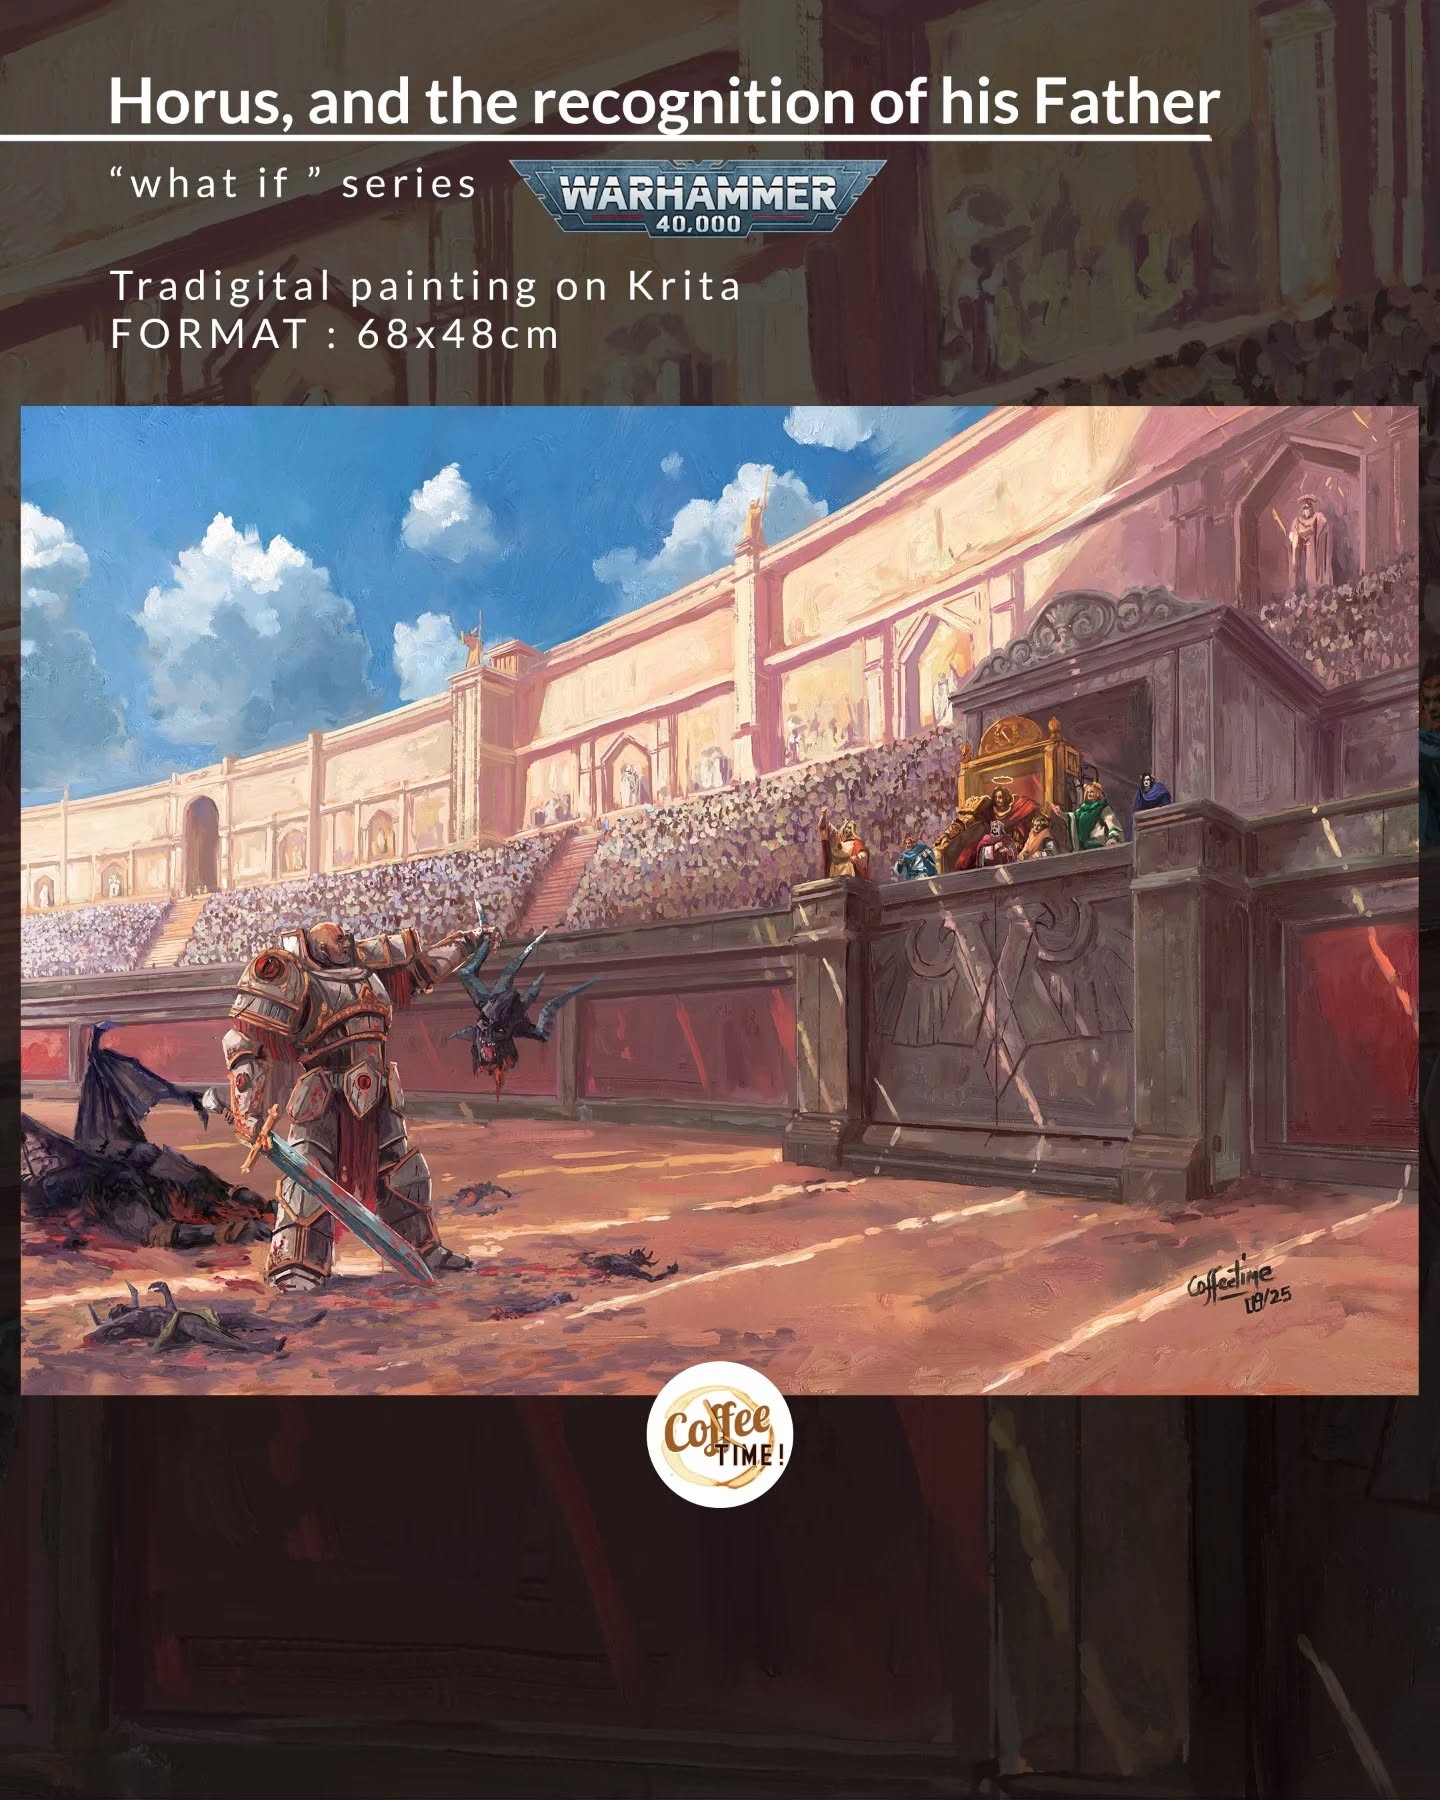 Horus, and the recognition of his Father
“what if ” series
WARHAMMER
40,000
Tradigital painting on Krita
FORMAT : 68x48cm
Coffeetime
09/25
Coffee
TIME!